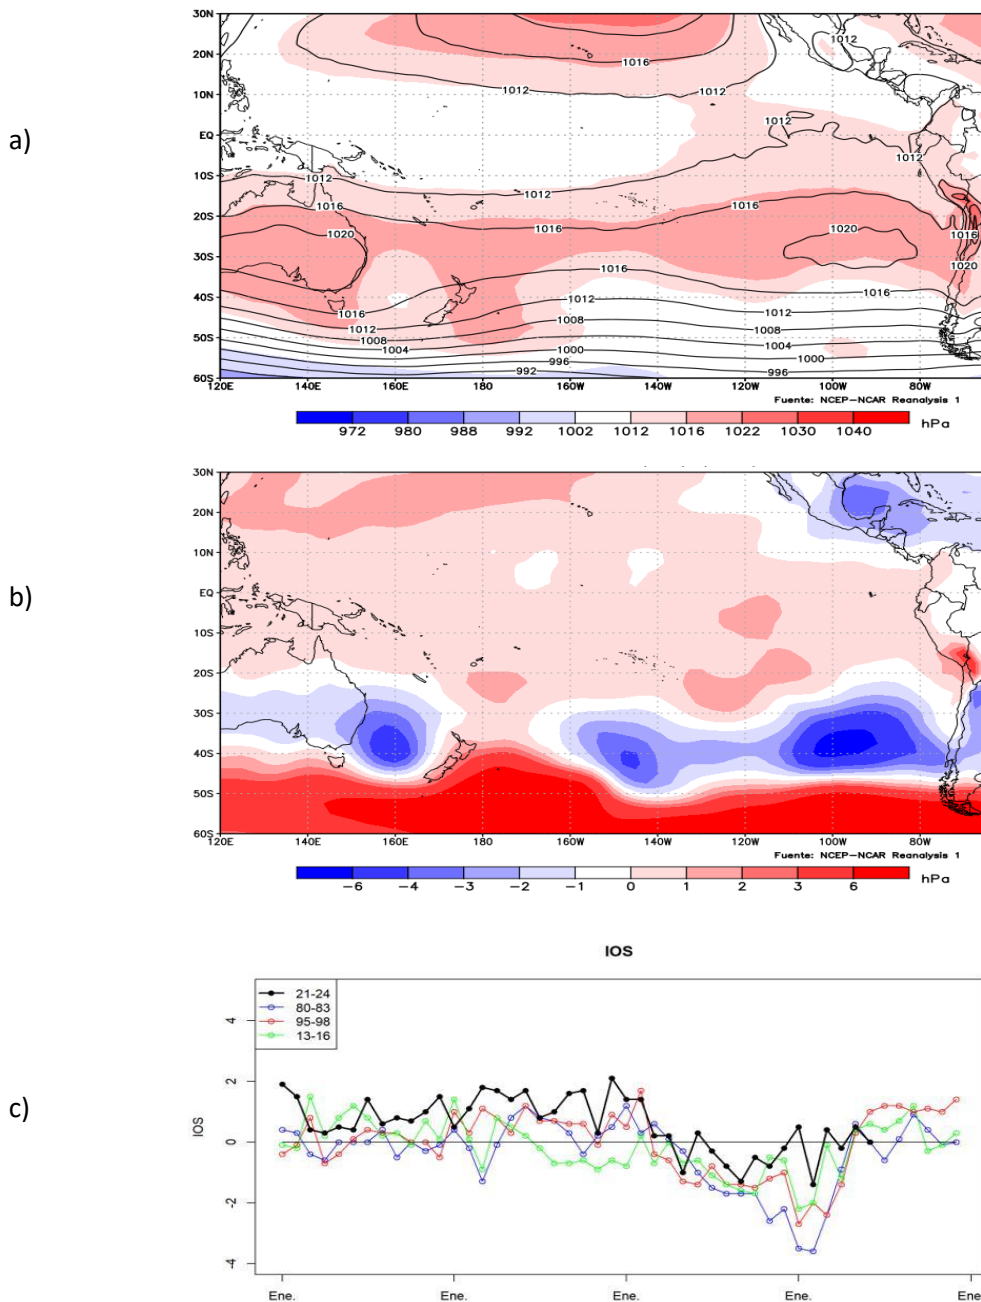 a)
30N
20N
10N
EQ
10S
20S
30S
40S
50S
60S
120E 140E 160E 180 160W 140W 120W 100W 80W
1012
1016
1012
1012
1012
1012
1012
1012
1016
1016
1016
1020
1020
1016
1020
1016
1016
1016
1012
1012
1012
1008
1008
1008
1004
1004
1000
1000
996
996
992
Fuente: NCEP-NCAR Reanalysis 1
972 980 988 992 1002 1012 1016 1022 1030 1040 hPa
b)
30N
20N
10N
EQ
10S
20S
30S
40S
50S
60S
120E 140E 160E 180 160W 140W 120W 100W 80W
Fuente: NCEP-NCAR Reanalysis 1
-6 -4 -3 -2 -1 0 1 2 3 6 hPa
c)
IOS
21-24
80-83
95-98
13-16
IOS
4
2
0
-2
-4
Ene. Ene. Ene. Ene. Ene